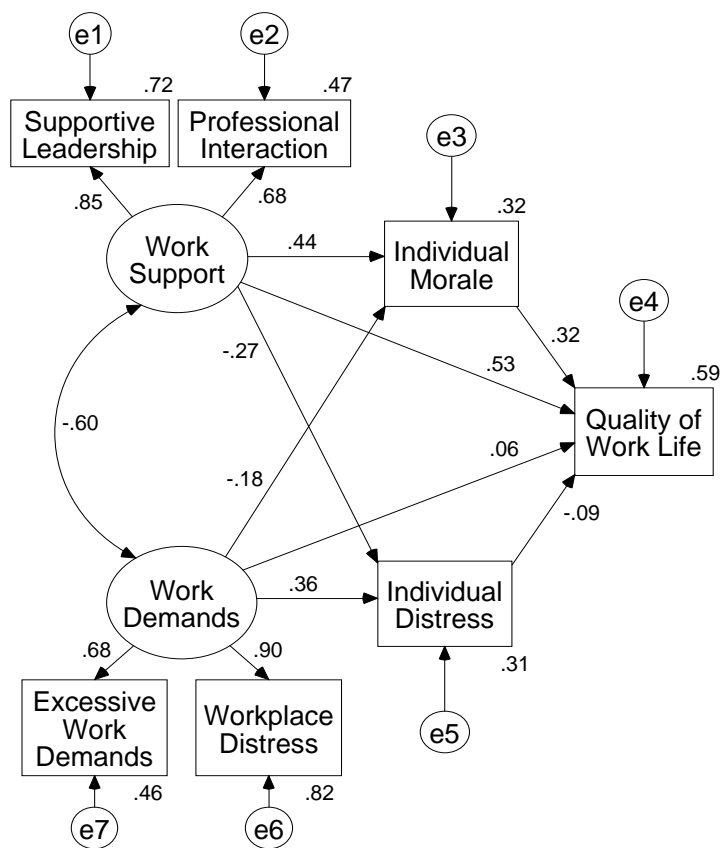 e1
e2
.72
.47
Supportive
Leadership
Professional
Interaction
e3
.85
.68
.32
Work
Support
.44
Individual
Morale
e4
-.27
.32
.53
.59
-.60
Quality of
Work Life
.06
-.18
-.09
Work
Demands
.36
Individual
Distress
.68
.90
.31
Excessive
Work
Demands
Workplace
Distress
e5
.46
.82
e7
e6